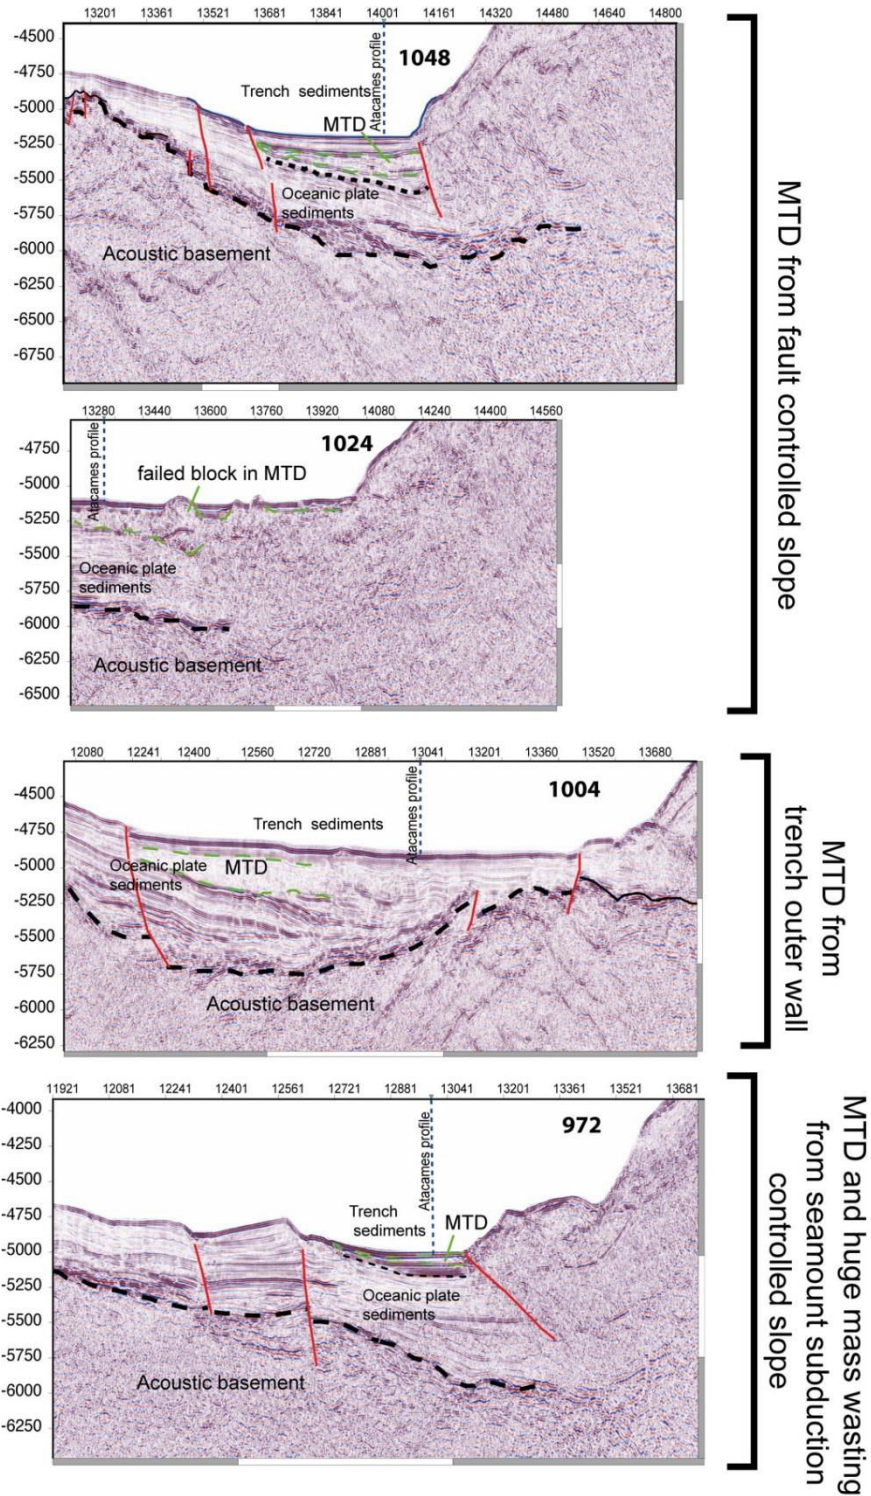 13201 13361 13521 13681 13841 14001 14161 14320 14480 14640 14800
1048
Atacames profile
Trench sediments
MTD
Oceanic plate
sediments
Acoustic basement
-4500
-4750
-5000
-5250
-5500
-5750
-6000
-6250
-6500
-6750
13280 13440 13600 13760 13920 14080 14240 14400 14560
1024
Atacames profile
failed block in MTD
Oceanic plate
sediments
Acoustic basement
-4750
-5000
-5250
-5500
-5750
-6000
-6250
-6500
MTD from fault controlled slope
12080 12241 12400 12560 12720 12881 13041 13201 13360 13520 13680
1004
Atacames profile
Trench sediments
MTD
Oceanic plate
sediments
Acoustic basement
-4500
-4750
-5000
-5250
-5500
-5750
-6000
-6250
MTD from
trench outer wall
11921 12081 12241 12401 12561 12721 12881 13041 13201 13361 13521 13681
972
Atacames profile
Trench
sediments
MTD
Oceanic plate
sediments
Acoustic basement
-4000
-4250
-4500
-4750
-5000
-5250
-5500
-5750
-6000
-6250
MTD and huge mass wasting
from seamount subduction
controlled slope